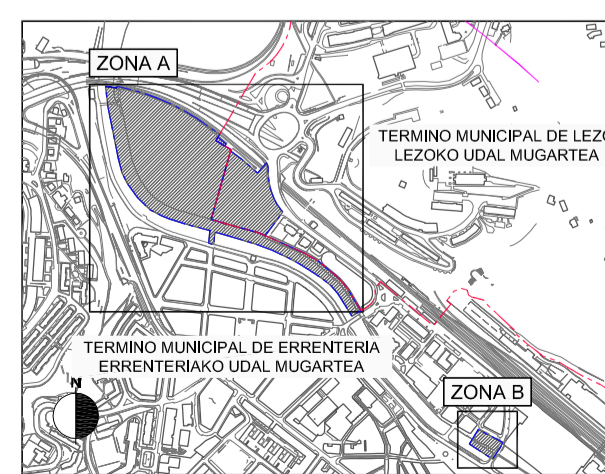 ZONA A
TERMINO MUNICIPAL DE LEZO
LEZOKO UDAL MUGARTEA
TERMINO MUNICIPAL DE ERRENTERIA
ERRENTERIAKO UDAL MUGARTEA
N
ZONA B